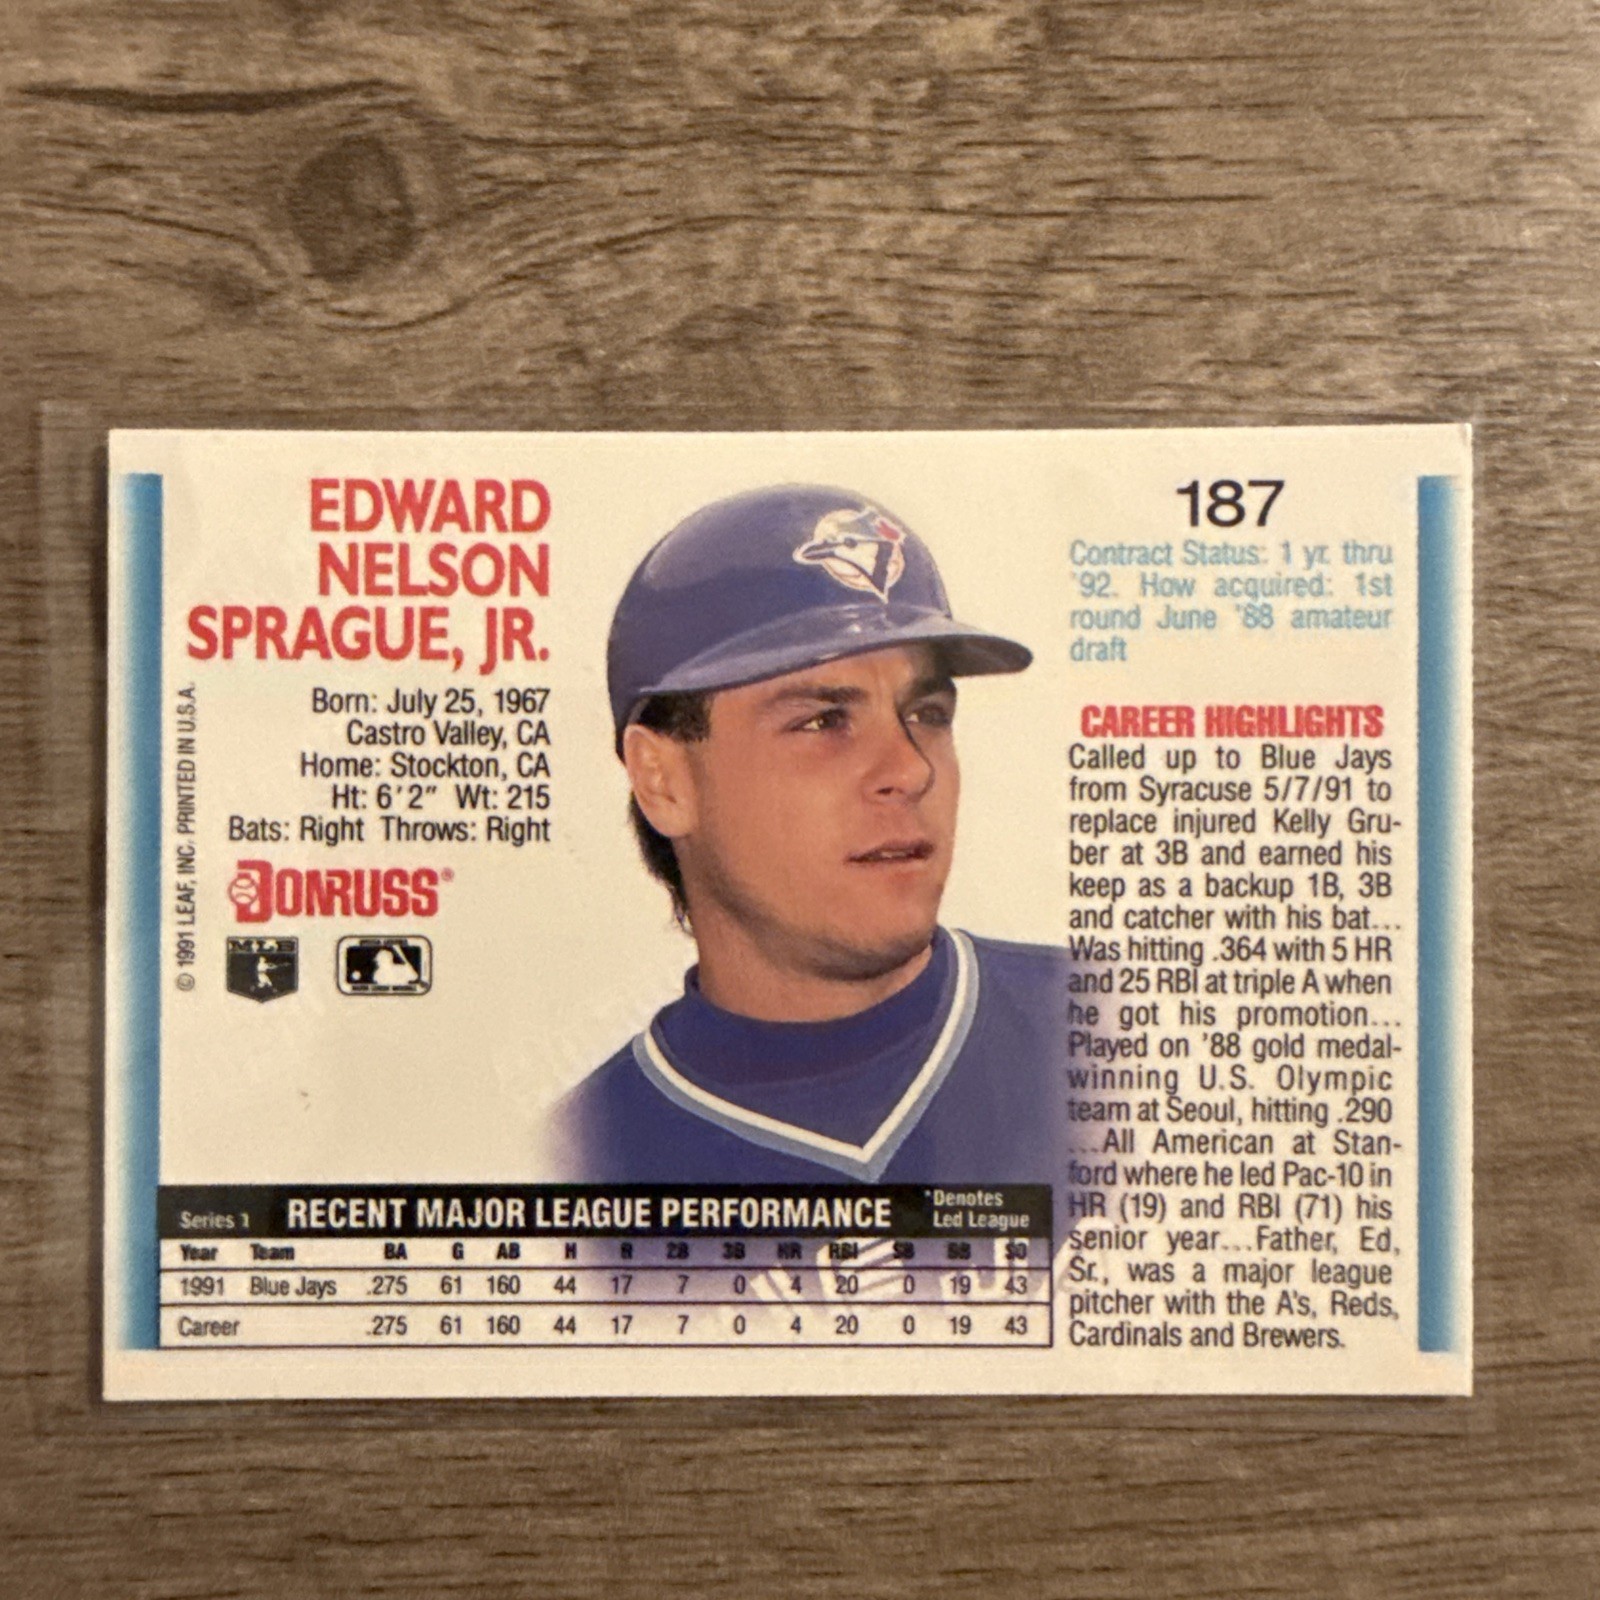 EDWARD
NELSON
SPRAGUE, JR.
Born: July 25, 1967
Castro Valley, CA
Home: Stockton, CA
Ht: 6'2" Wt: 215
Bats: Right Throws: Right
DONRUSS®
MLB
© 1991 LEAF, INC. PRINTED IN U.S.A.
187
Contract Status: 1 yr. thru
'92. How acquired: 1st
round June '88 amateur
draft
CAREER HIGHLIGHTS
Called up to Blue Jays
from Syracuse 5/7/91 to
replace injured Kelly Gru-
ber at 3B and earned his
keep as a backup 1B, 3B
and catcher with his bat...
Was hitting .364 with 5 HR
and 25 RBI at triple A when
he got his promotion...
Played on '88 gold medal-
winning U.S. Olympic
team at Seoul, hitting .290
...All American at Stan-
ford where he led Pac-10 in
HR (19) and RBI (71) his
senior year...Father, Ed,
Sr., was a major league
pitcher with the A's, Reds,
Cardinals and Brewers.
Series 1 RECENT MAJOR LEAGUE PERFORMANCE *Denotes
Led League
Year Team BA G AB H R 2B 3B HR RBI SB BB SO
1991 Blue Jays .275 61 160 44 17 7 0 4 20 0 19 43
Career .275 61 160 44 17 7 0 4 20 0 19 43